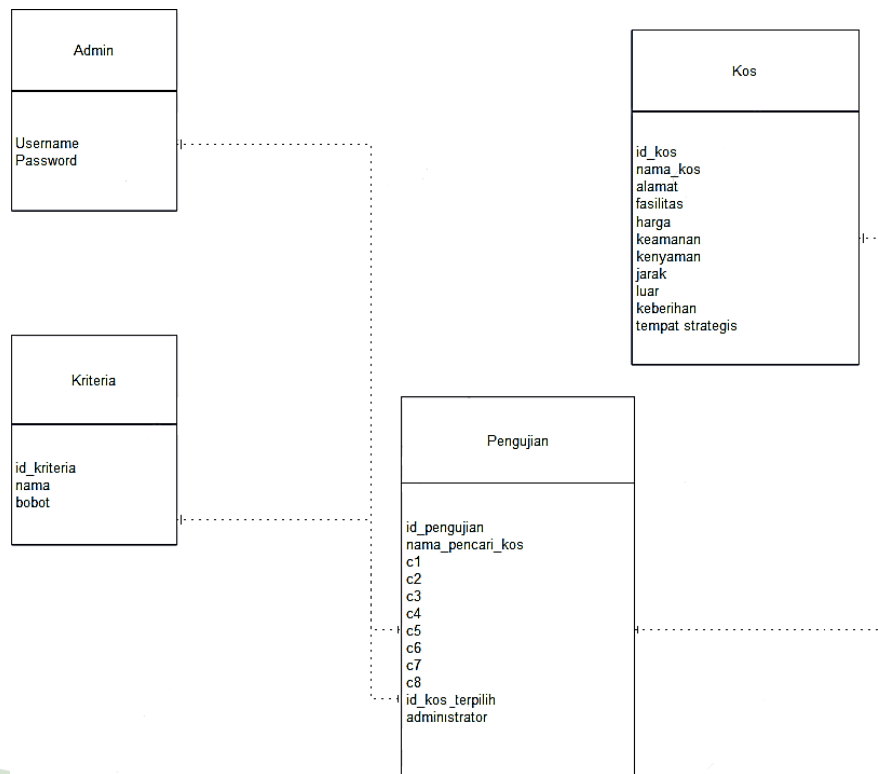 Admin
Username
Password
Kos
id_kos
nama_kos
alamat
fasilitas
harga
keamanan
kenyaman
jarak
luar
keberihan
tempat strategis
Kriteria
id_kriteria
nama
bobot
Pengujian
id_pengujian
nama_pencari_kos
c1
c2
c3
c4
c5
c6
c7
c8
id_kos_terpilih
administrator